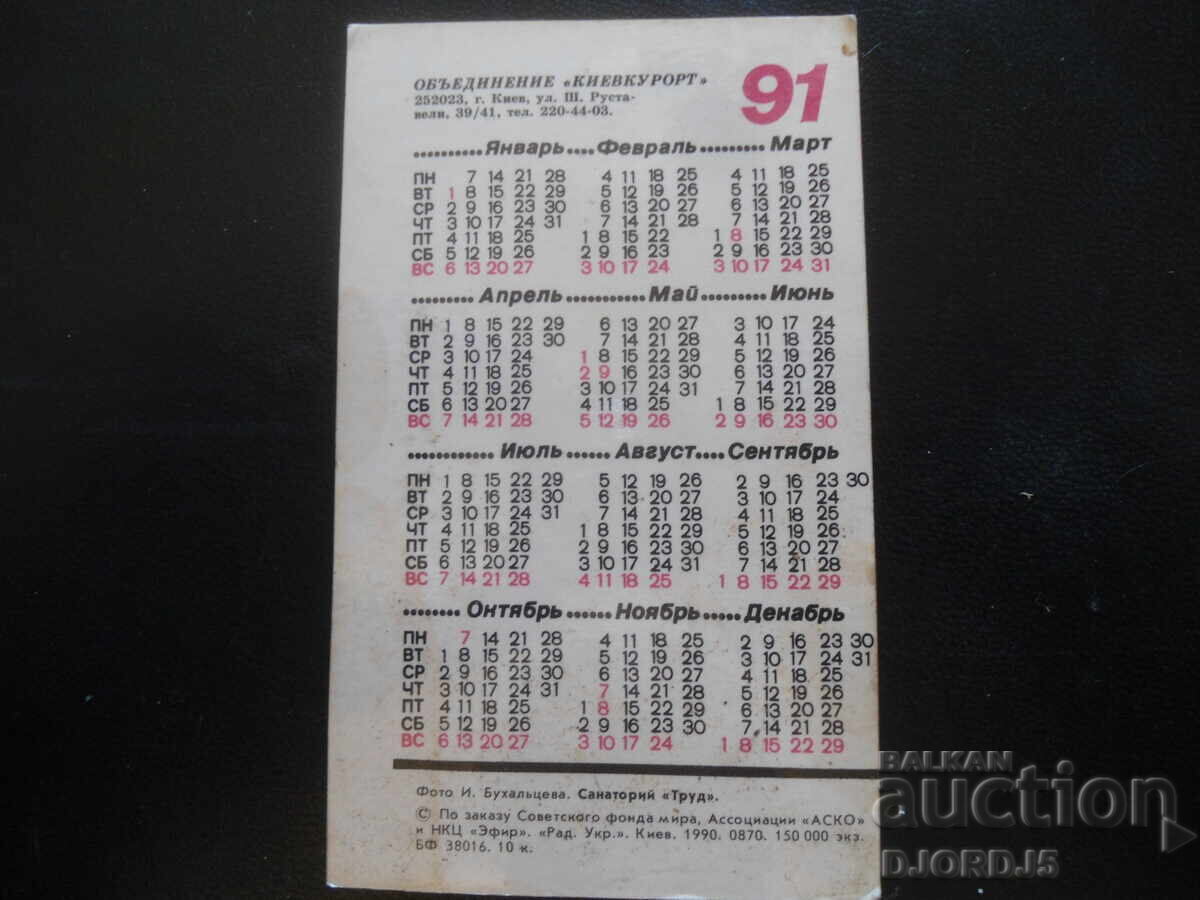 ОБЪЕДИНЕНИЕ «КИЕВКУРОРТ»
252023, г. Киев, ул. Ш. Руста-
вели, 39/41, тел. 220-44-03.
91
Январь Февраль Март
ПН 7 14 21 28 4 11 18 25 4 11 18 25
ВТ 1 8 15 22 29 5 12 19 26 5 12 19 26
СР 2 9 16 23 30 6 13 20 27 6 13 20 27
ЧТ 3 10 17 24 31 7 14 21 28 7 14 21 28
ПТ 4 11 18 25 1 8 15 22 1 8 15 22 29
СБ 5 12 19 26 2 9 16 23 2 9 16 23 30
ВС 6 13 20 27 3 10 17 24 3 10 17 24 31
Апрель Май Июнь
ПН 1 8 15 22 29 6 13 20 27 3 10 17 24
ВТ 2 9 16 23 30 7 14 21 28 4 11 18 25
СР 3 10 17 24 1 8 15 22 29 5 12 19 26
ЧТ 4 11 18 25 2 9 16 23 30 6 13 20 27
ПТ 5 12 19 26 3 10 17 24 31 7 14 21 28
СБ 6 13 20 27 4 11 18 25 1 8 15 22 29
ВС 7 14 21 28 5 12 19 26 2 9 16 23 30
Июль Август Сентябрь
ПН 1 8 15 22 29 5 12 19 26 2 9 16 23 30
ВТ 2 9 16 23 30 6 13 20 27 3 10 17 24
СР 3 10 17 24 31 7 14 21 28 4 11 18 25
ЧТ 4 11 18 25 1 8 15 22 29 5 12 19 26
ПТ 5 12 19 26 2 9 16 23 30 6 13 20 27
СБ 6 13 20 27 3 10 17 24 31 7 14 21 28
ВС 7 14 21 28 4 11 18 25 1 8 15 22 29
Октябрь Ноябрь Декабрь
ПН 7 14 21 28 4 11 18 25 2 9 16 23 30
ВТ 1 8 15 22 29 5 12 19 26 3 10 17 24 31
СР 2 9 16 23 30 6 13 20 27 4 11 18 25
ЧТ 3 10 17 24 31 7 14 21 28 5 12 19 26
ПТ 4 11 18 25 1 8 15 22 29 6 13 20 27
СБ 5 12 19 26 2 9 16 23 30 7 14 21 28
ВС 6 13 20 27 3 10 17 24 1 8 15 22 29
Фото И. Бухальцева. Санаторий «Труд».
© По заказу Советского фонда мира, Ассоциации «АСКО»
и НКЦ «Эфир». «Рад. Укр.». Киев. 1990. 0870. 150 000 экз.
БФ 38016. 10 к.
BALKAN
auction
DJORDJ5